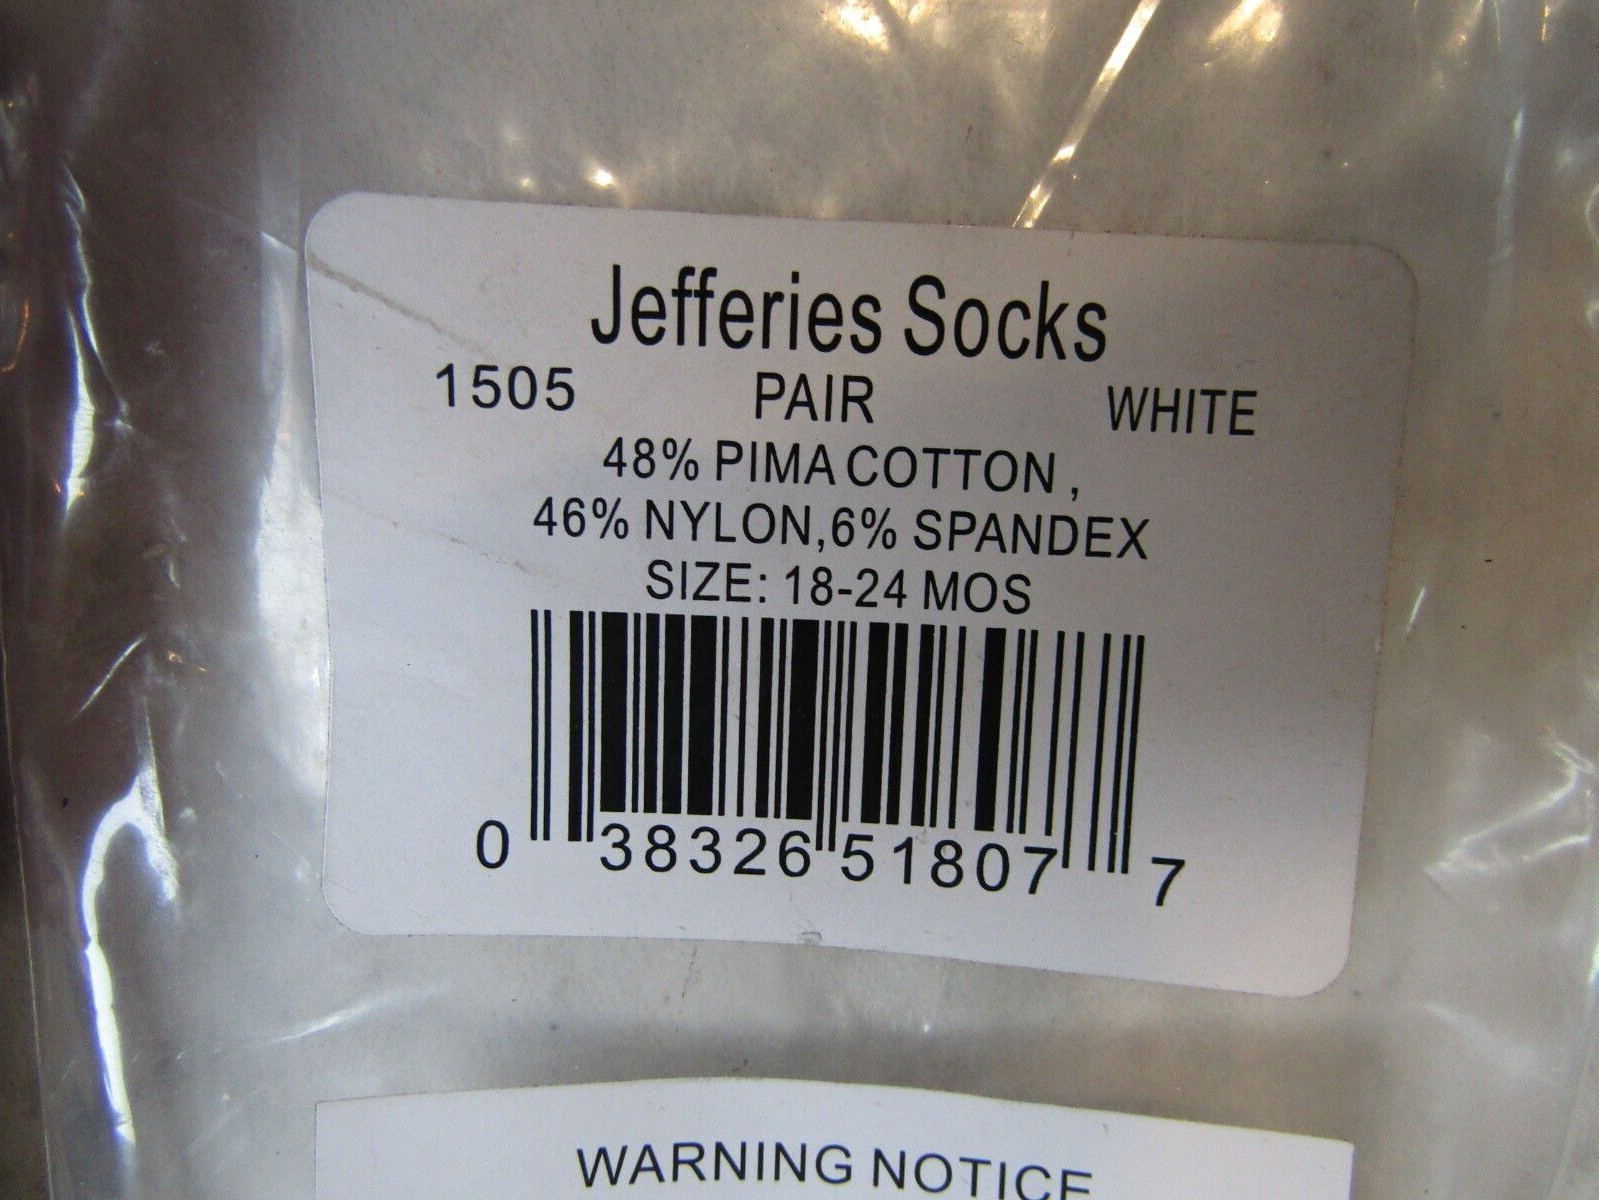 Jefferies Socks
1505 PAIR WHITE
48% PIMA COTTON ,
46% NYLON,6% SPANDEX
SIZE: 18-24 MOS
0 38326 51807 7
WARNING NOTICE